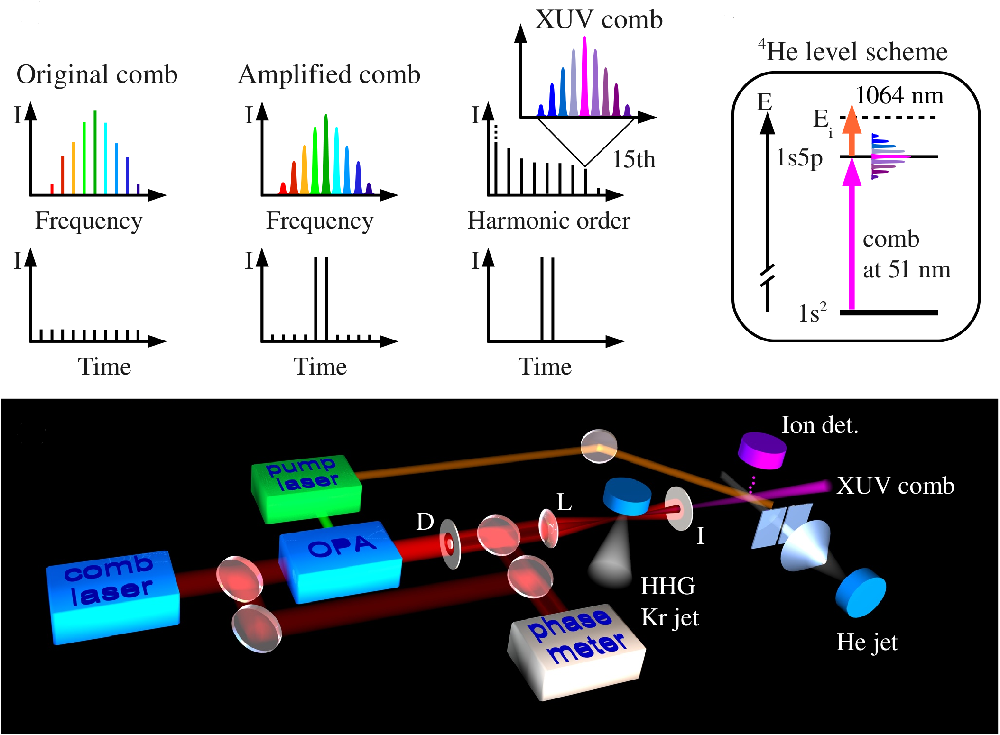 XUV comb
⁴He level scheme
Original comb
Amplified comb
I
I
I
15th
Frequency
Frequency
Harmonic order
I
I
I
Time
Time
Time
E
1064 nm
Eᵢ
1s5p
comb
at 51 nm
1s²
Ion det.
pump
laser
XUV comb
L
D
OPA
I
comb
laser
HHG
Kr jet
phase
meter
He jet